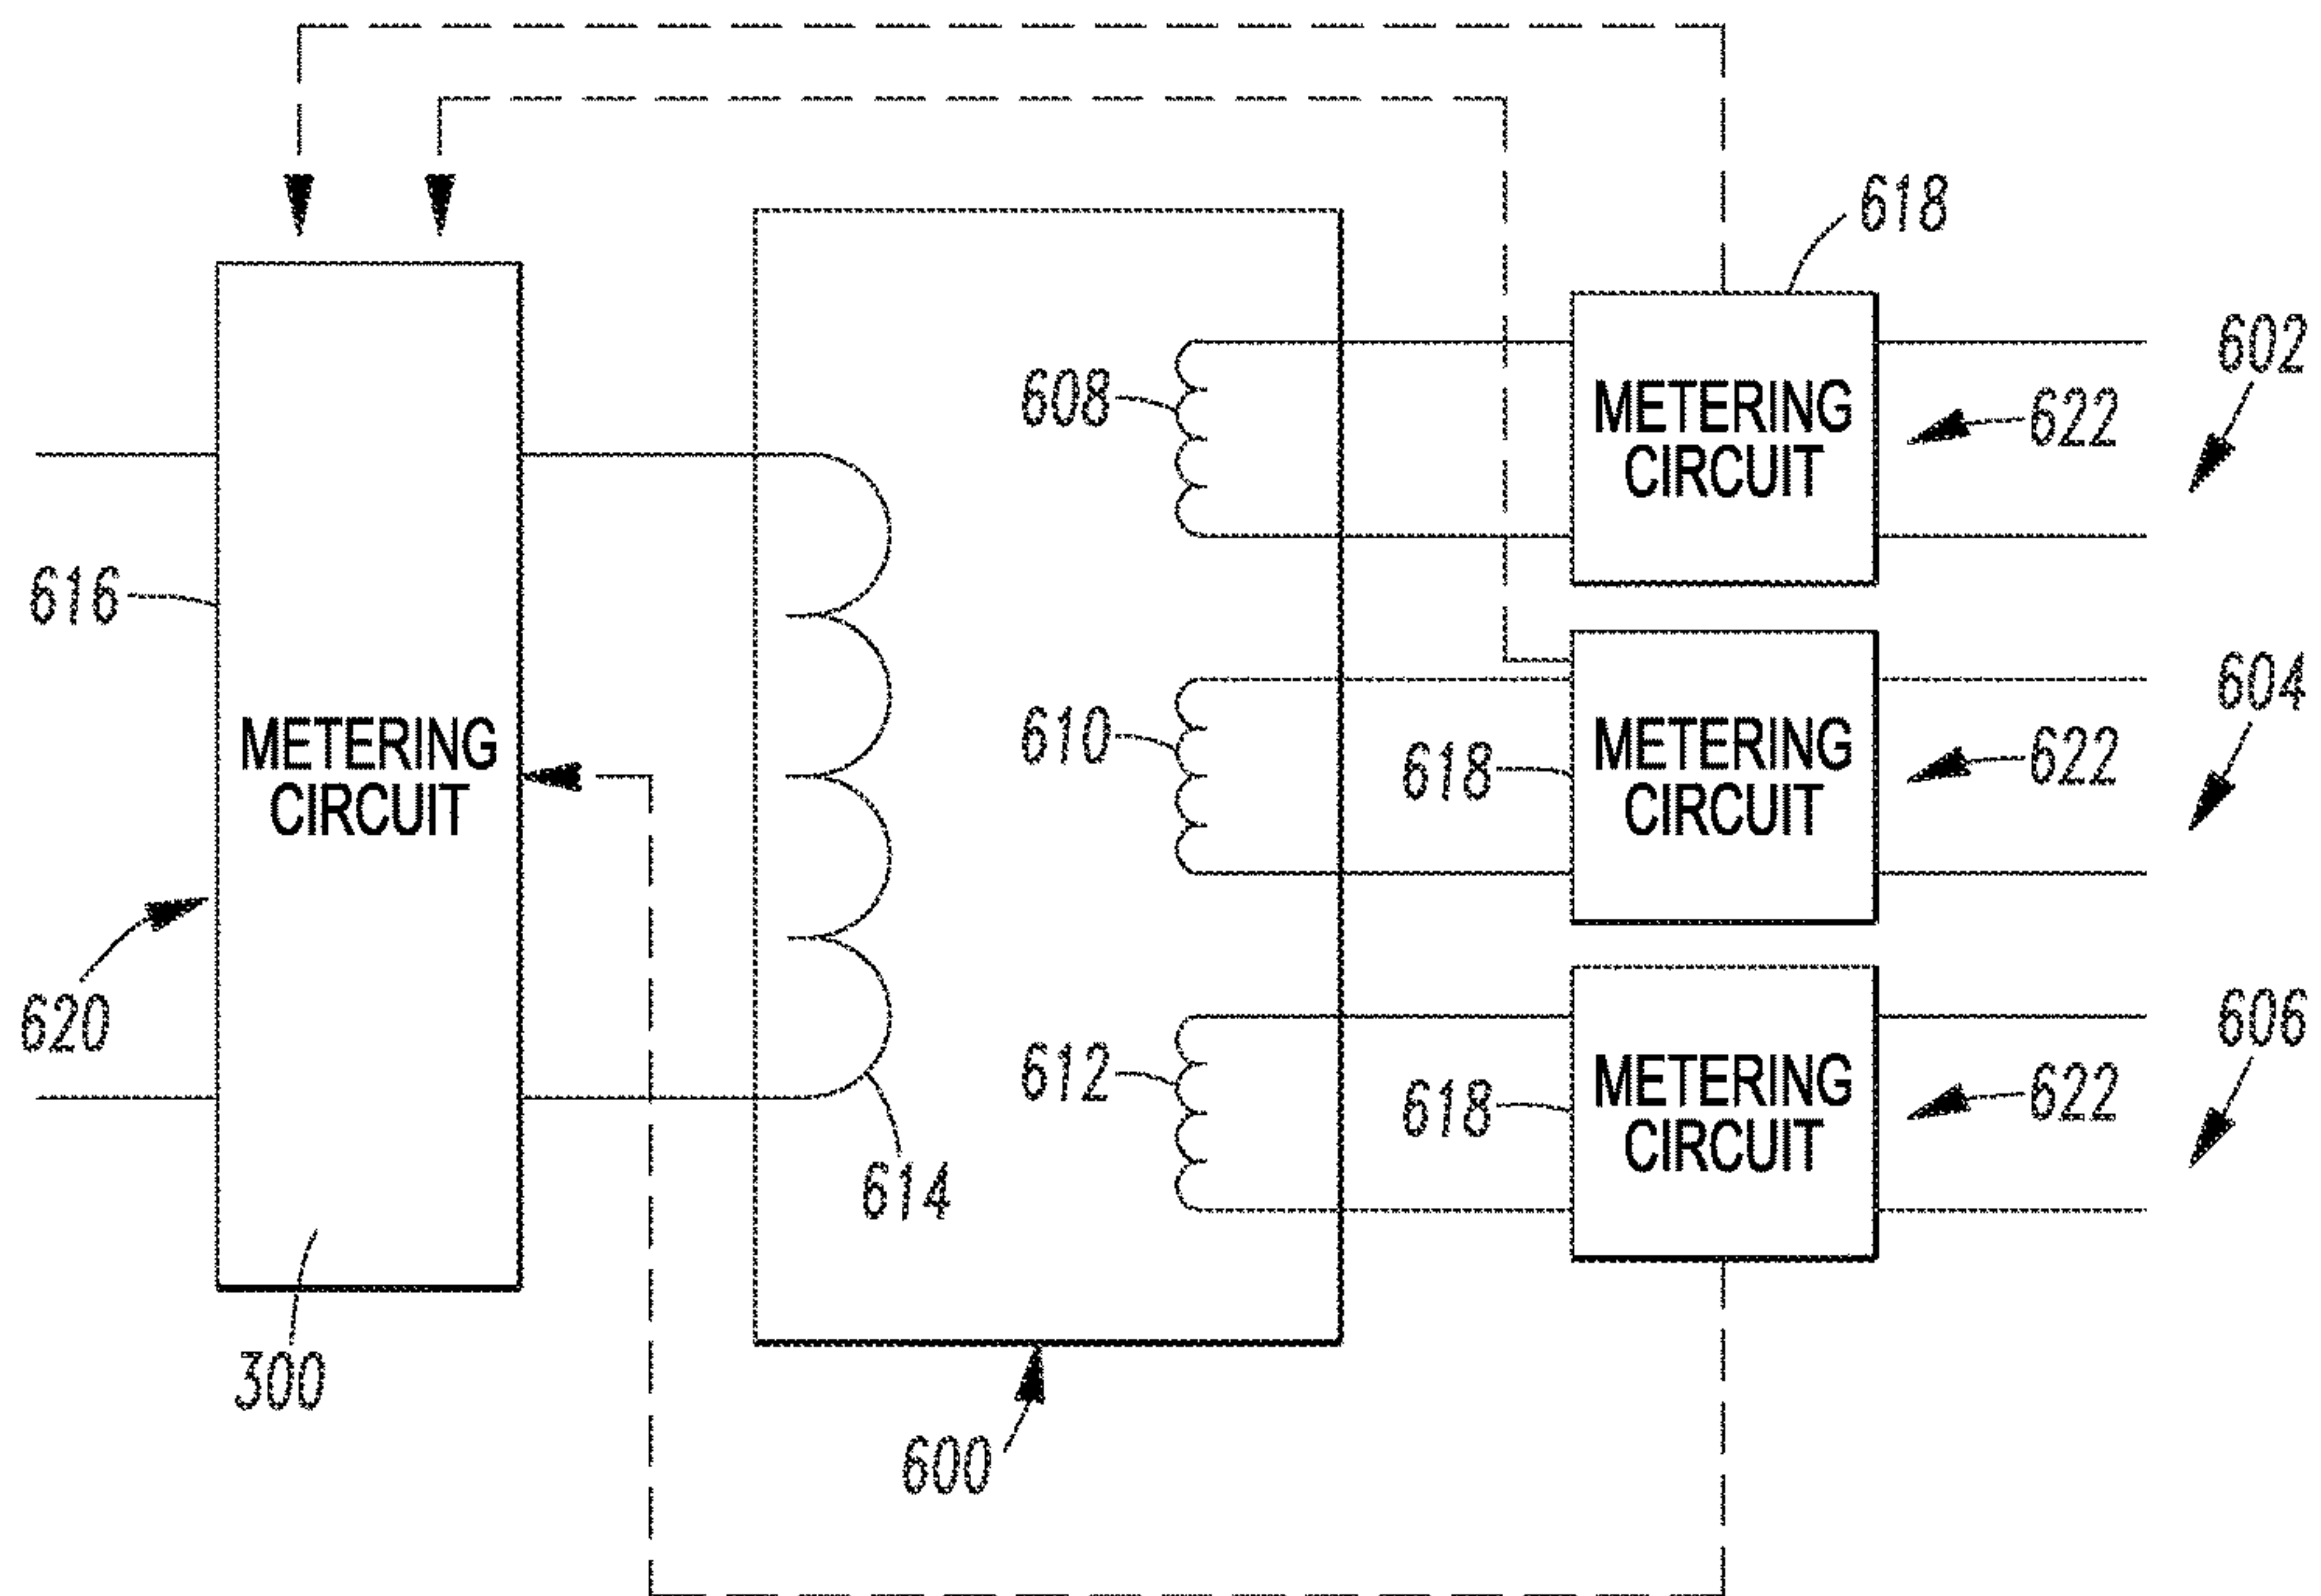 618
602
608
METERING
CIRCUIT
622
616
604
610
618
METERING
CIRCUIT
622
METERING
CIRCUIT
620
606
612
618
METERING
CIRCUIT
622
614
300
600